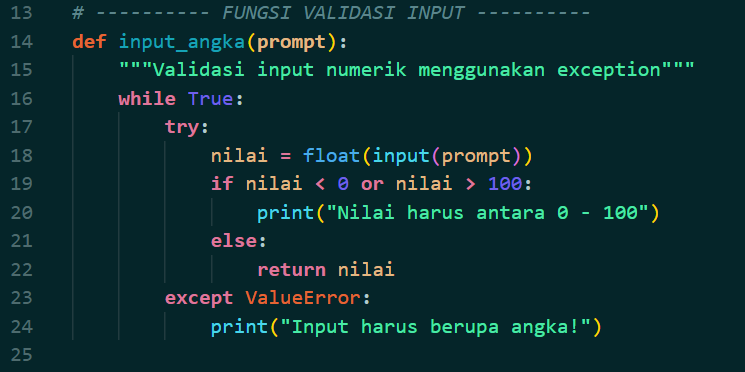 13 # ---------- FUNGSI VALIDASI INPUT ----------
14 def input_angka(prompt):
15     """Validasi input numerik menggunakan exception"""
16     while True:
17         try:
18             nilai = float(input(prompt))
19             if nilai < 0 or nilai > 100:
20                 print("Nilai harus antara 0 - 100")
21             else:
22                 return nilai
23         except ValueError:
24             print("Input harus berupa angka!")
25